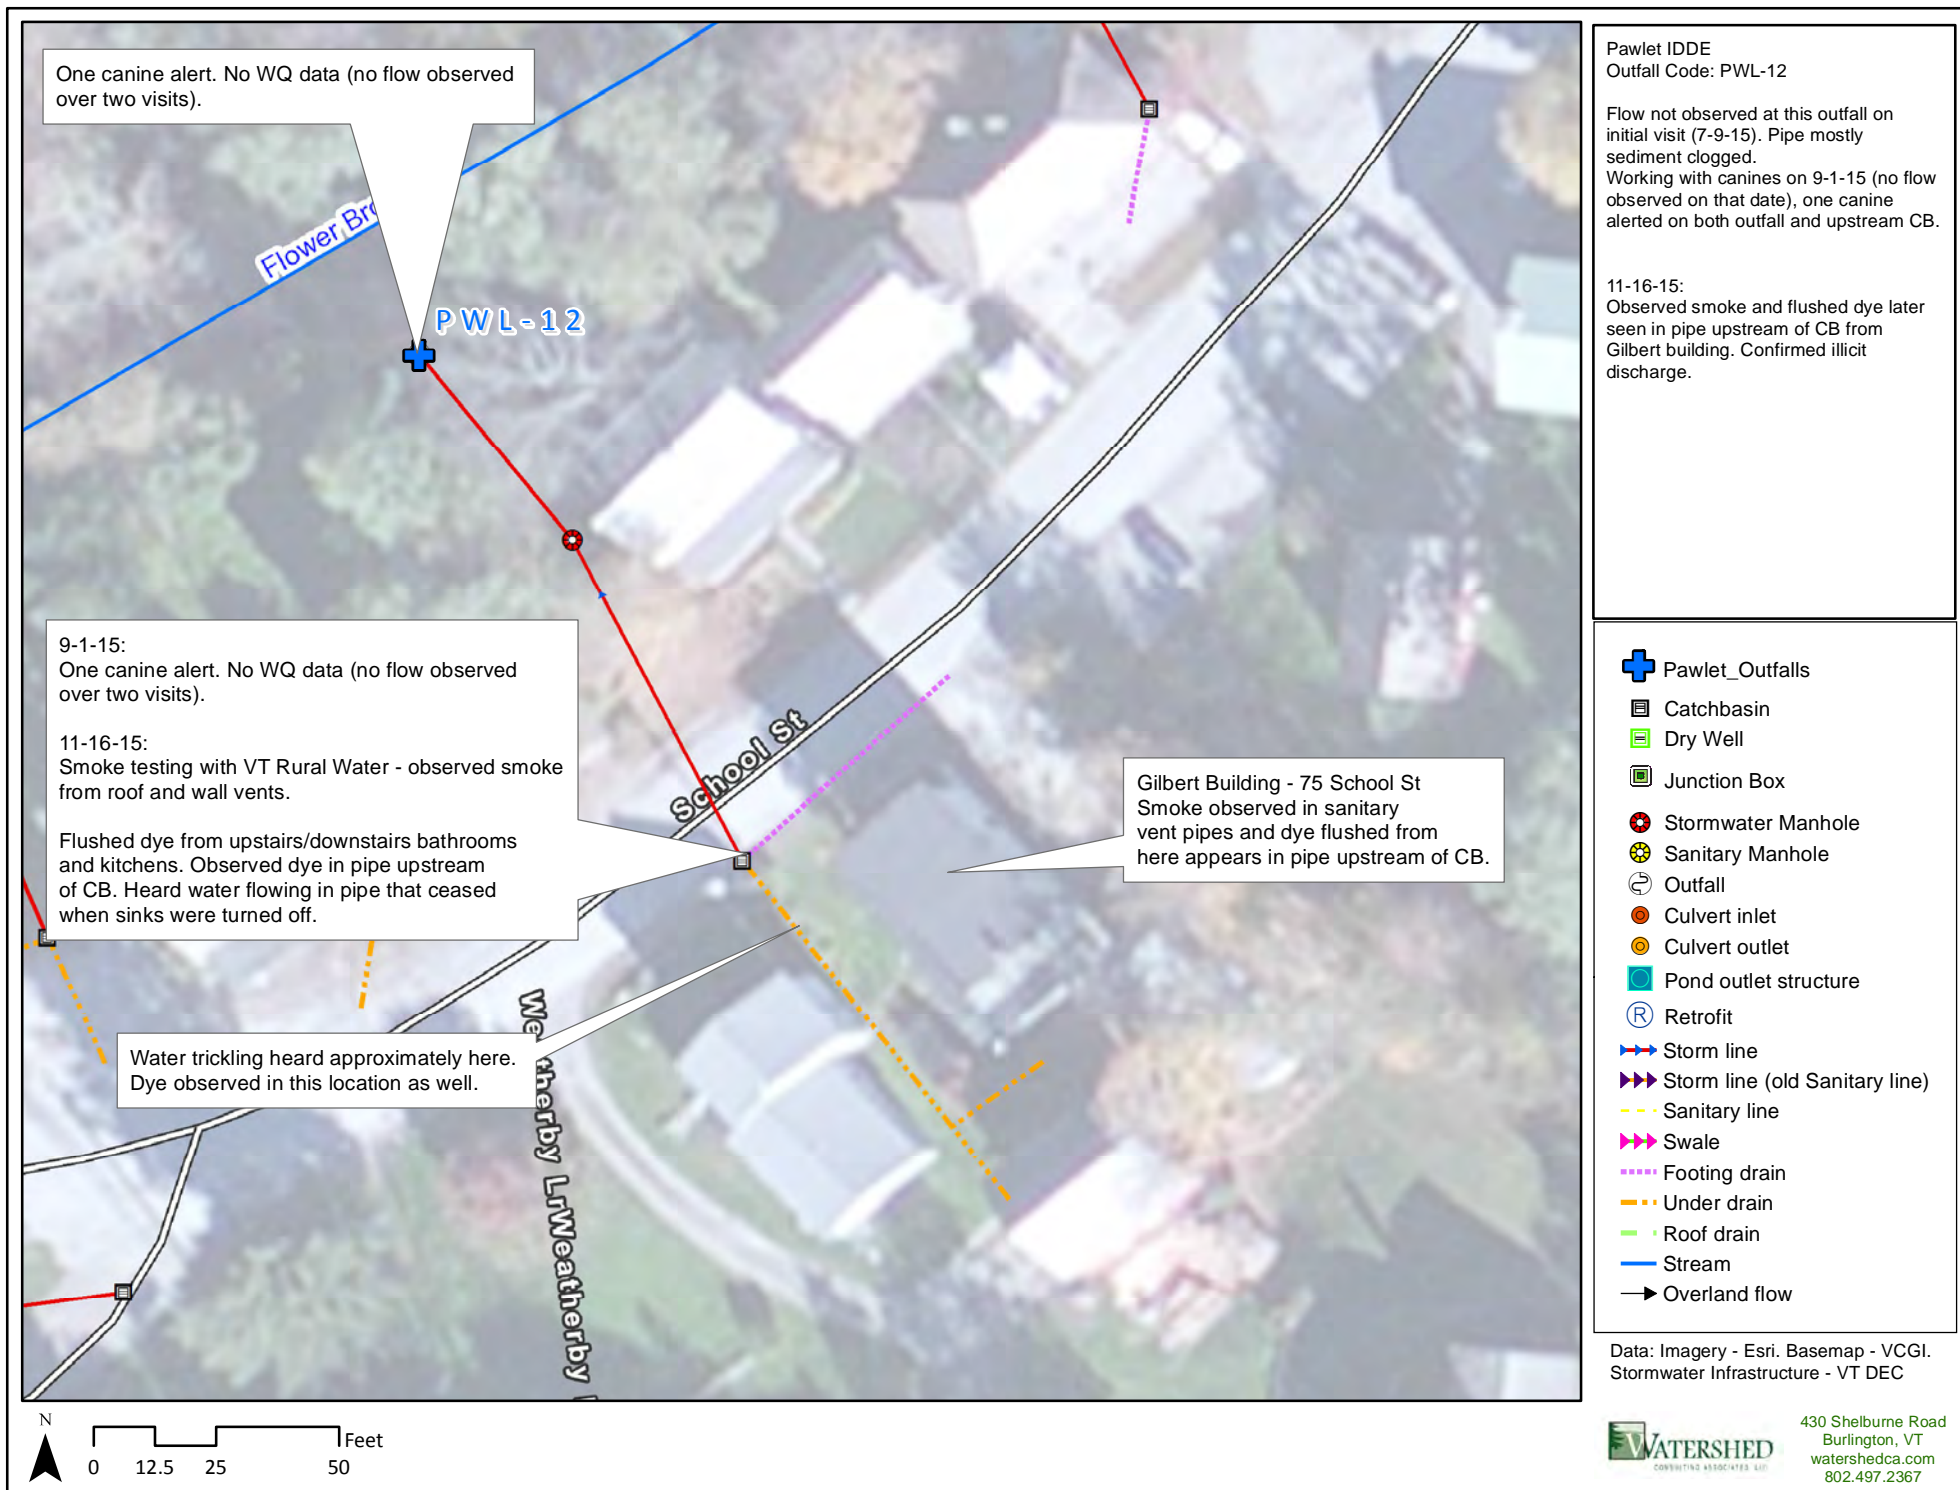 One canine alert. No WQ data (no flow observed
over two visits).
Flower Br
PWL-12
9-1-15:
One canine alert. No WQ data (no flow observed
over two visits).
11-16-15:
Smoke testing with VT Rural Water - observed smoke
from roof and wall vents.
Flushed dye from upstairs/downstairs bathrooms
and kitchens. Observed dye in pipe upstream
of CB. Heard water flowing in pipe that ceased
when sinks were turned off.
School St
Gilbert Building - 75 School St
Smoke observed in sanitary
vent pipes and dye flushed from
here appears in pipe upstream of CB.
Water trickling heard approximately here.
Dye observed in this location as well.
Weatherby
N
0 12.5 25 50
Feet
Pawlet IDDE
Outfall Code: PWL-12
Flow not observed at this outfall on
initial visit (7-9-15). Pipe mostly
sediment clogged.
Working with canines on 9-1-15 (no flow
observed on that date), one canine
alerted on both outfall and upstream CB.
11-16-15:
Observed smoke and flushed dye later
seen in pipe upstream of CB from
Gilbert building. Confirmed illicit
discharge.
Pawlet_Outfalls
Catchbasin
Dry Well
Junction Box
Stormwater Manhole
Sanitary Manhole
Outfall
Culvert inlet
Culvert outlet
Pond outlet structure
R Retrofit
Storm line
Storm line (old Sanitary line)
Sanitary line
Swale
Footing drain
Under drain
Roof drain
Stream
Overland flow
Data: Imagery - Esri. Basemap - VCGI.
Stormwater Infrastructure - VT DEC
WATERSHED
CONSULTING ASSOCIATES, LLC
430 Shelburne Road
Burlington, VT
watershedca.com
802.497.2367